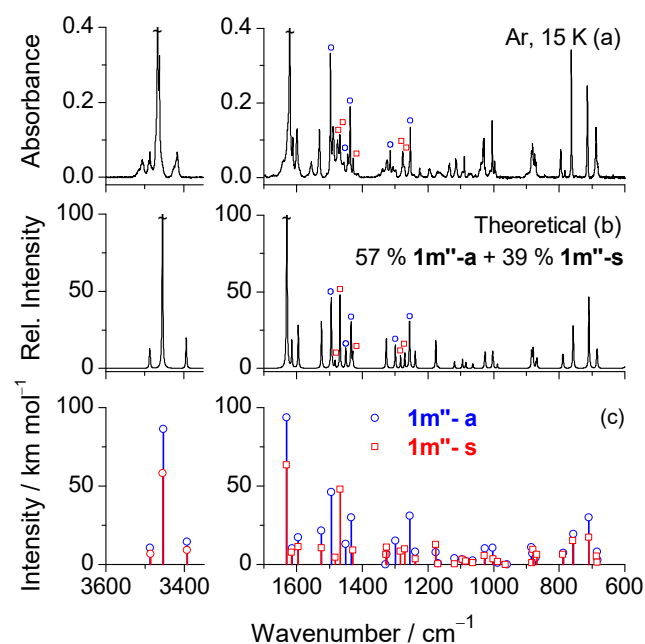 Absorbance
0.4
0.2
0.0
0.4
0.2
0.0
Ar, 15 K (a)
Rel. Intensity
100
50
0
100
50
0
Theoretical (b)
57 % 1m"-a + 39 % 1m"-s
Intensity / km mol⁻¹
100
50
0
100
50
0
(c)
1m"- a
1m"- s
3600 3400 1600 1400 1200 1000 800 600
Wavenumber / cm⁻¹